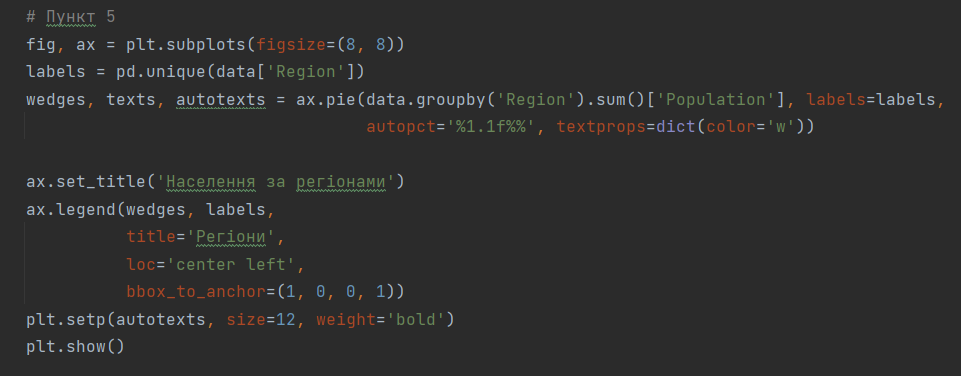 # Пункт 5
fig, ax = plt.subplots(figsize=(8, 8))
labels = pd.unique(data['Region'])
wedges, texts, autotexts = ax.pie(data.groupby('Region').sum()['Population'], labels=labels,
                                  autopct='%1.1f%%', textprops=dict(color='w'))

ax.set_title('Населення за регіонами')
ax.legend(wedges, labels,
          title='Регіони',
          loc='center left',
          bbox_to_anchor=(1, 0, 0, 1))
plt.setp(autotexts, size=12, weight='bold')
plt.show()